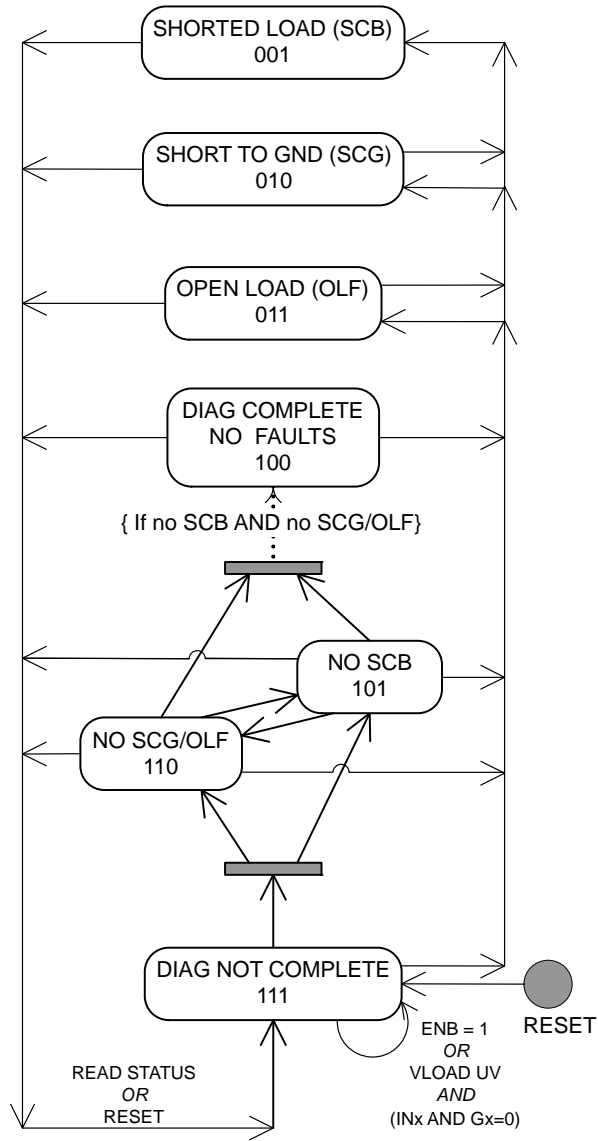 SHORTED LOAD (SCB)
001
SHORT TO GND (SCG)
010
OPEN LOAD (OLF)
011
DIAG COMPLETE
NO FAULTS
100
{ If no SCB AND no SCG/OLF}
NO SCB
101
NO SCG/OLF
110
DIAG NOT COMPLETE
111
RESET
ENB = 1
OR
VLOAD UV
AND
(INx AND Gx=0)
READ STATUS
OR
RESET